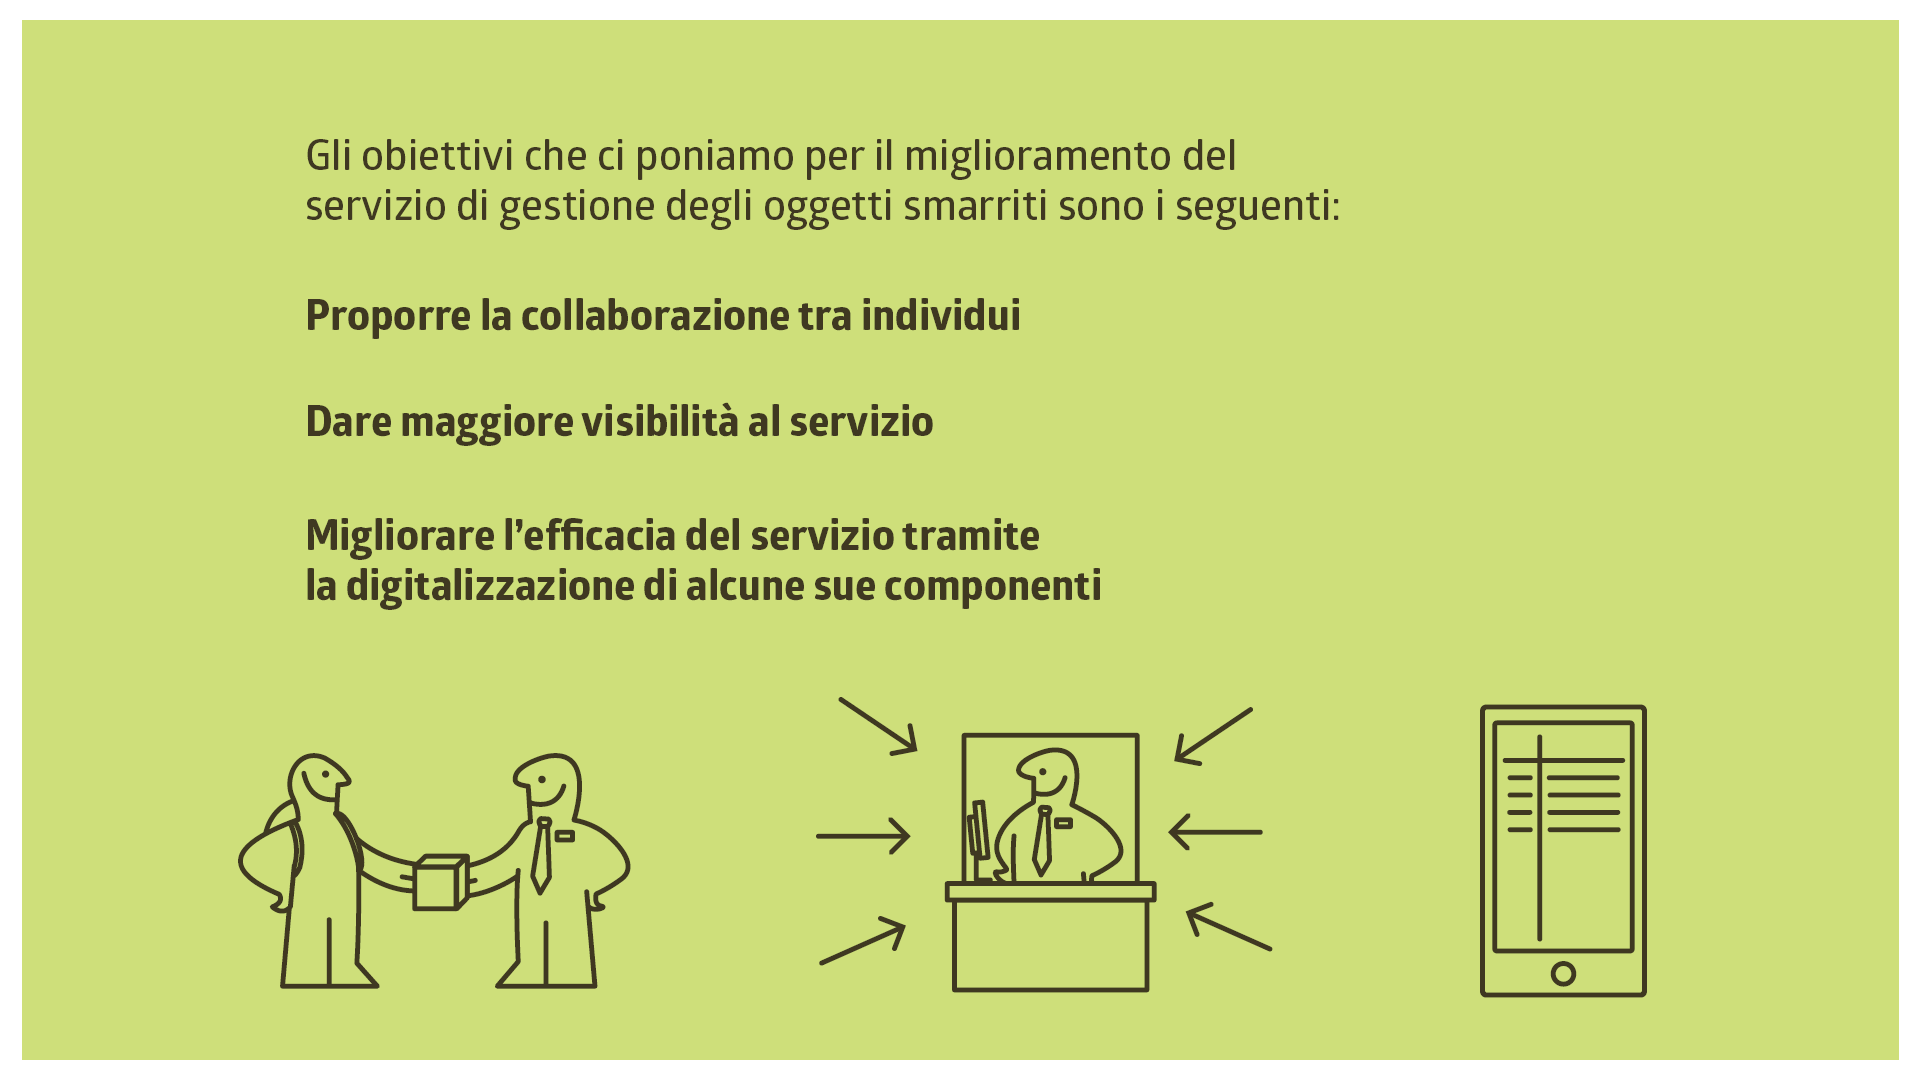 Gli obiettivi che ci poniamo per il miglioramento del
servizio di gestione degli oggetti smarriti sono i seguenti:
Proporre la collaborazione tra individui
Dare maggiore visibilità al servizio
Migliorare l’efficacia del servizio tramite
la digitalizzazione di alcune sue componenti